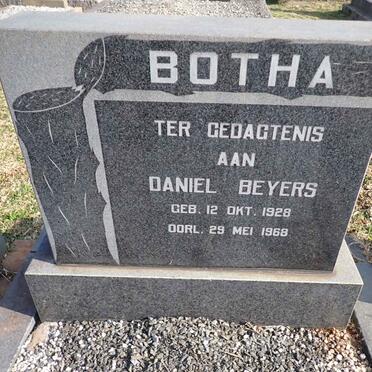 BOTHA
TER GEDAGTENIS
AAN
DANIEL BEYERS
GEB. 12 OKT. 1928
OORL. 29 MEI 1968